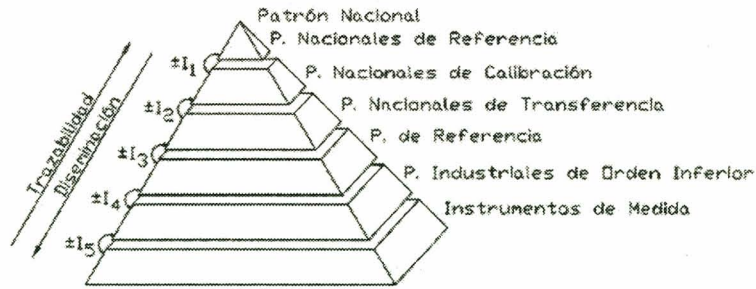 Patrón Nacional
P. Nacionales de Referencia
±I1
P. Nacionales de Calibración
±I2
P. Nacionales de Transferencia
±I3
P. de Referencia
±I4
P. Industriales de Orden Inferior
±I5
Instrumentos de Medida
Trazabilidad
Diseminación